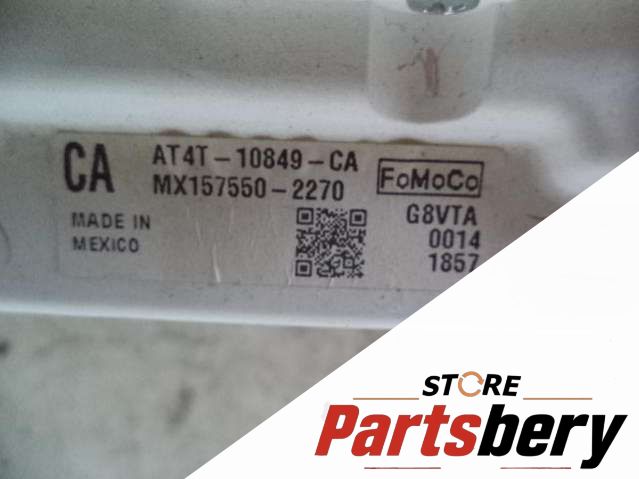 CA
AT4T-10849-CA
MX157550-2270
FoMoCo
MADE IN
MEXICO
G8VTA
0014
1857
STORE
Partsbery